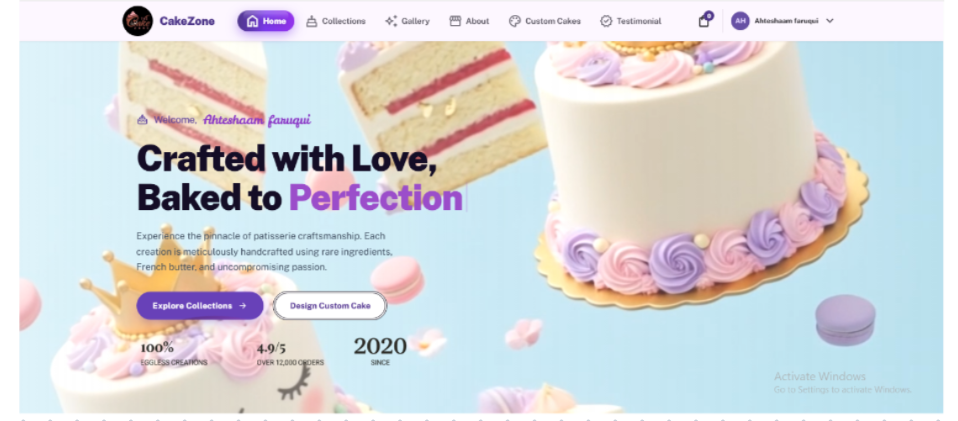 CakeZone
Home
Collections
Gallery
About
Custom Cakes
Testimonial
AH
Ahteshaam faruqui
Welcome, Ahteshaam faruqui
Crafted with Love,
Baked to Perfection
Experience the pinnacle of patisserie craftsmanship. Each
creation is meticulously handcrafted using rare ingredients,
French butter, and uncompromising passion.
Explore Collections →
Design Custom Cake
100%
EGGLESS CREATIONS
4.9/5
OVER 12,000 ORDERS
2020
SINCE
Activate Windows
Go to Settings to activate Windows.